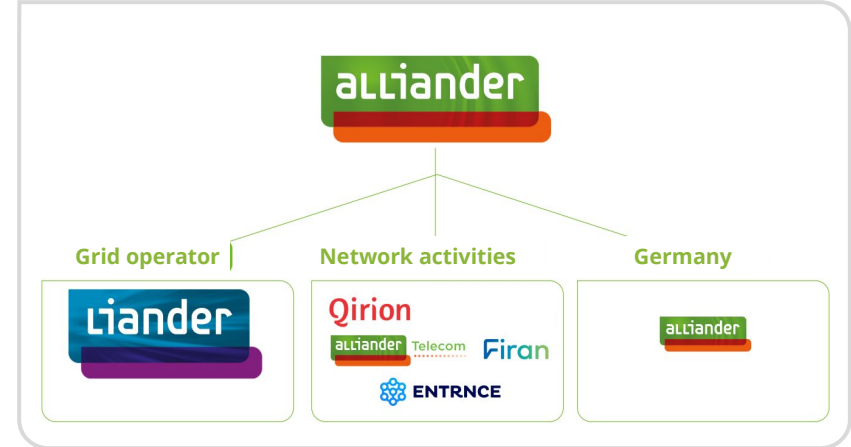 alliander
Grid operator
Network activities
Germany
Liander
Qirion
alliander Telecom
Firan
ENTRNCE
alliander